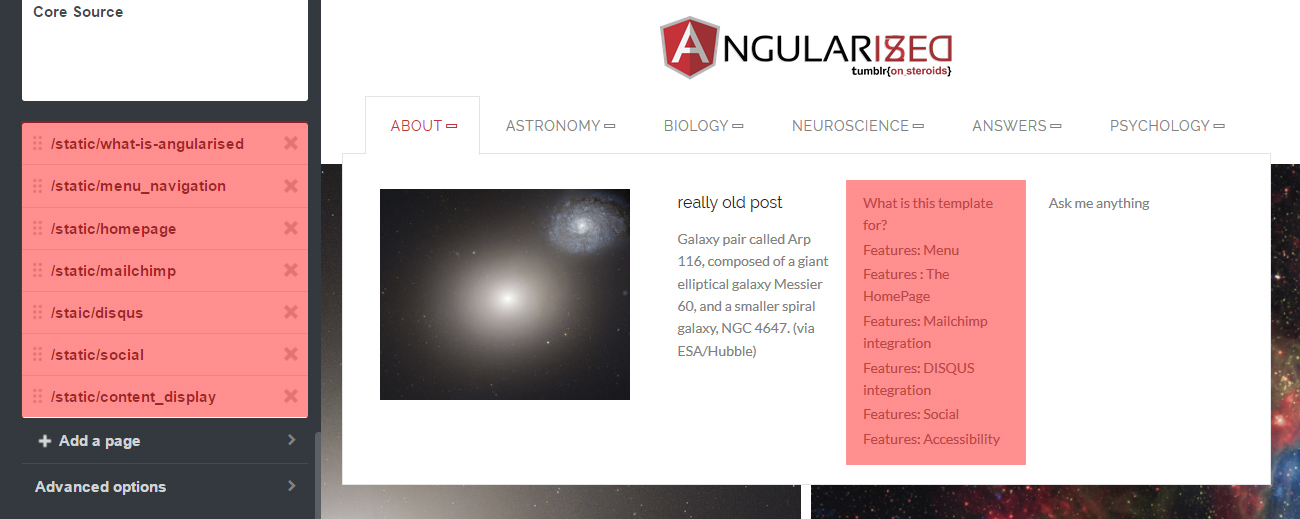 Core Source
/static/what-is-angularised
/static/menu_navigation
/static/homepage
/static/mailchimp
/staic/disqus
/static/social
/static/content_display
Add a page
Advanced options
ANGULARISED
tumblr{on_steroids}
ABOUT
ASTRONOMY
BIOLOGY
NEUROSCIENCE
ANSWERS
PSYCHOLOGY
really old post
Galaxy pair called Arp
116, composed of a giant
elliptical galaxy Messier
60, and a smaller spiral
galaxy, NGC 4647. (via
ESA/Hubble)
What is this template
for?
Features: Menu
Features : The
HomePage
Features: Mailchimp
integration
Features: DISQUS
integration
Features: Social
Features: Accessibility
Ask me anything